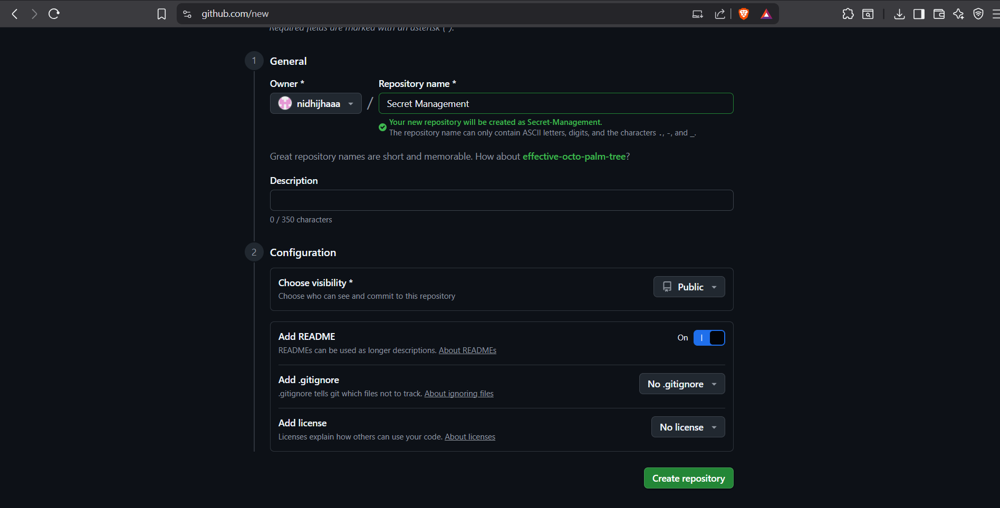 github.com/new
Required fields are marked with an asterisk (*).
1 General
Owner * Repository name *
nidhijhaaa / Secret Management
Your new repository will be created as Secret-Management.
The repository name can only contain ASCII letters, digits, and the characters ., -, and _.
Great repository names are short and memorable. How about effective-octo-palm-tree?
Description
0 / 350 characters
2 Configuration
Choose visibility *
Choose who can see and commit to this repository
Public
Add README
READMEs can be used as longer descriptions. About READMEs
On
Add .gitignore
.gitignore tells git which files not to track. About ignoring files
No .gitignore
Add license
Licenses explain how others can use your code. About licenses
No license
Create repository